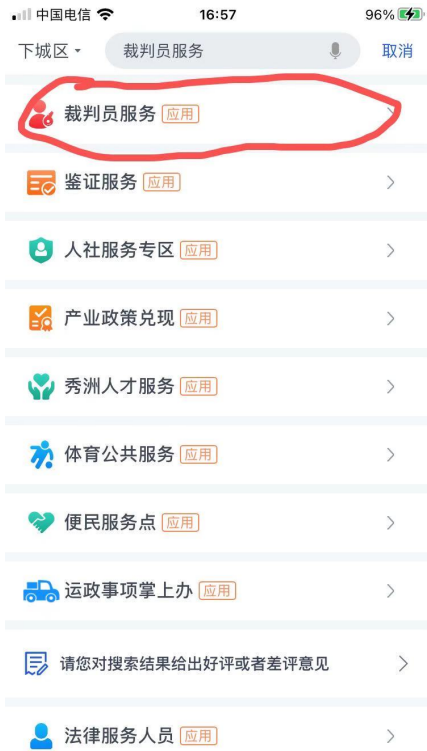 中国电信 16:57 96%
下城区 裁判员服务 取消
裁判员服务 应用
鉴证服务 应用
人社服务专区 应用
产业政策兑现 应用
秀洲人才服务 应用
体育公共服务 应用
便民服务点 应用
运政事项掌上办 应用
请您对搜索结果给出好评或者差评意见
法律服务人员 应用